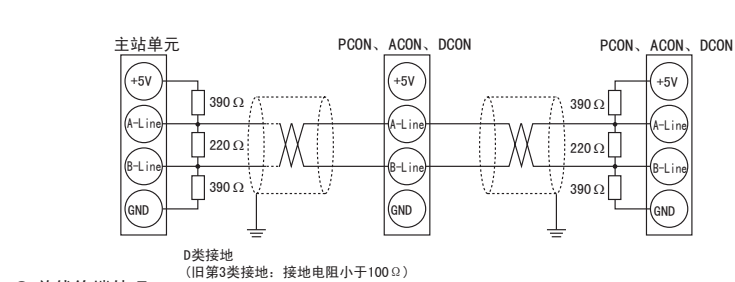 主站单元
PCON、ACON、DCON
PCON、ACON、DCON
+5V
A-Line
B-Line
GND
390Ω
220Ω
390Ω
+5V
A-Line
B-Line
GND
390Ω
220Ω
390Ω
+5V
A-Line
B-Line
GND
D类接地
(旧第3类接地：接地电阻小于100Ω)